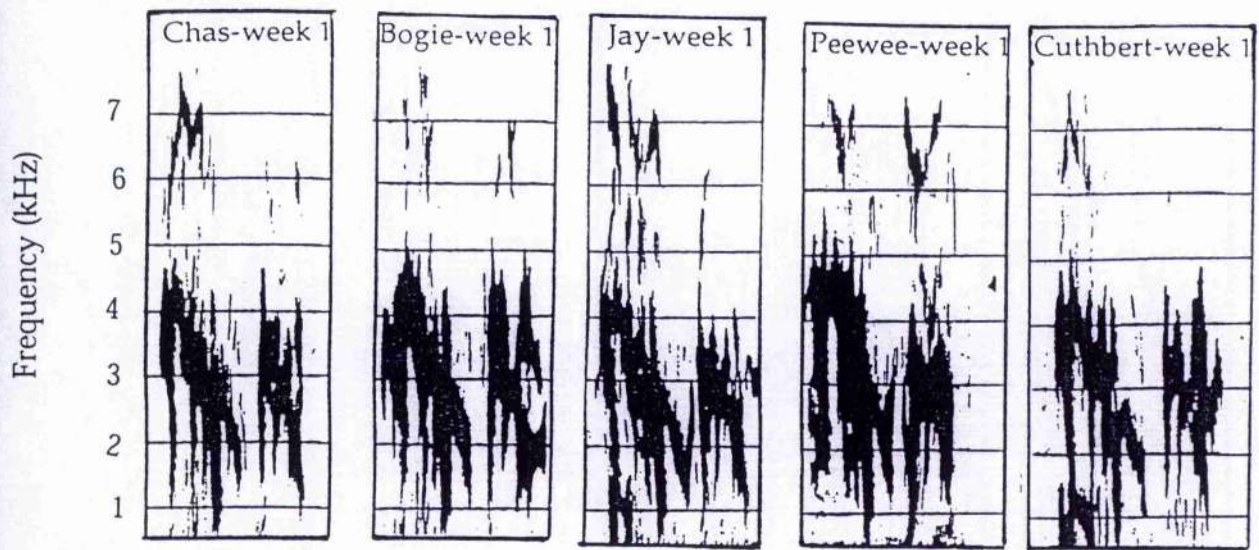 Chas-week 1
Bogie-week 1
Jay-week 1
Peewee-week 1
Cuthbert-week 1
Frequency (kHz)
7
6
5
4
3
2
1